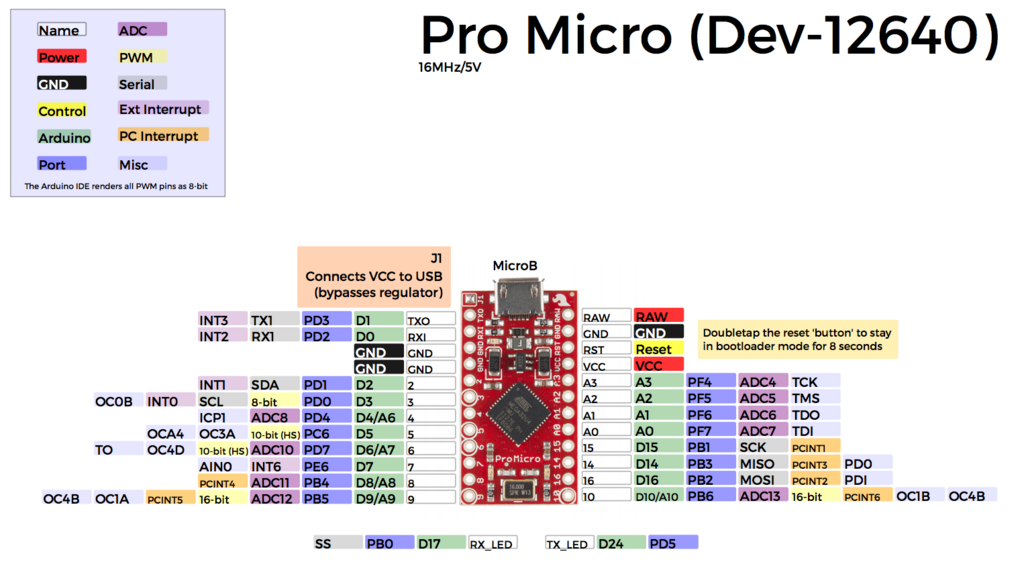 Pro Micro (Dev-12640)
16MHz/5V
Name ADC
Power PWM
GND Serial
Control Ext Interrupt
Arduino PC Interrupt
Port Misc
The Arduino IDE renders all PWM pins as 8-bit
J1
Connects VCC to USB
(bypasses regulator)
MicroB
INT3 TX1 PD3 D1 TXO
INT2 RX1 PD2 D0 RXI
GND GND
GND GND
INT1 SDA PD1 D2 2
OC0B INT0 SCL 8-bit PD0 D3 3
ICP1 ADC8 PD4 D4/A6 4
OCA4 OC3A 10-bit (HS) PC6 D5 5
TO OC4D 10-bit (HS) ADC10 PD7 D6/A7 6
AIN0 INT6 PE6 D7 7
PCINT4 ADC11 PB4 D8/A8 8
OC4B OC1A PCINT5 16-bit ADC12 PB5 D9/A9 9
J1
TXO RAW
RXI GND
GND RST
GND VCC
2 A3
3 A2
4 A1
5 A0
6 15
7 14
8 16
9 10
ProMicro
16.000
RAW RAW
GND GND
RST Reset
VCC VCC
A3 A3 PF4 ADC4 TCK
A2 A2 PF5 ADC5 TMS
A1 A1 PF6 ADC6 TDO
A0 A0 PF7 ADC7 TDI
15 D15 PB1 SCK PCINT1
14 D14 PB3 MISO PCINT3 PD0
16 D16 PB2 MOSI PCINT2 PDI
10 D10/A10 PB6 ADC13 16-bit PCINT6 OC1B OC4B
Doubletap the reset 'button' to stay
in bootloader mode for 8 seconds
SS PB0 D17 RX_LED TX_LED D24 PD5